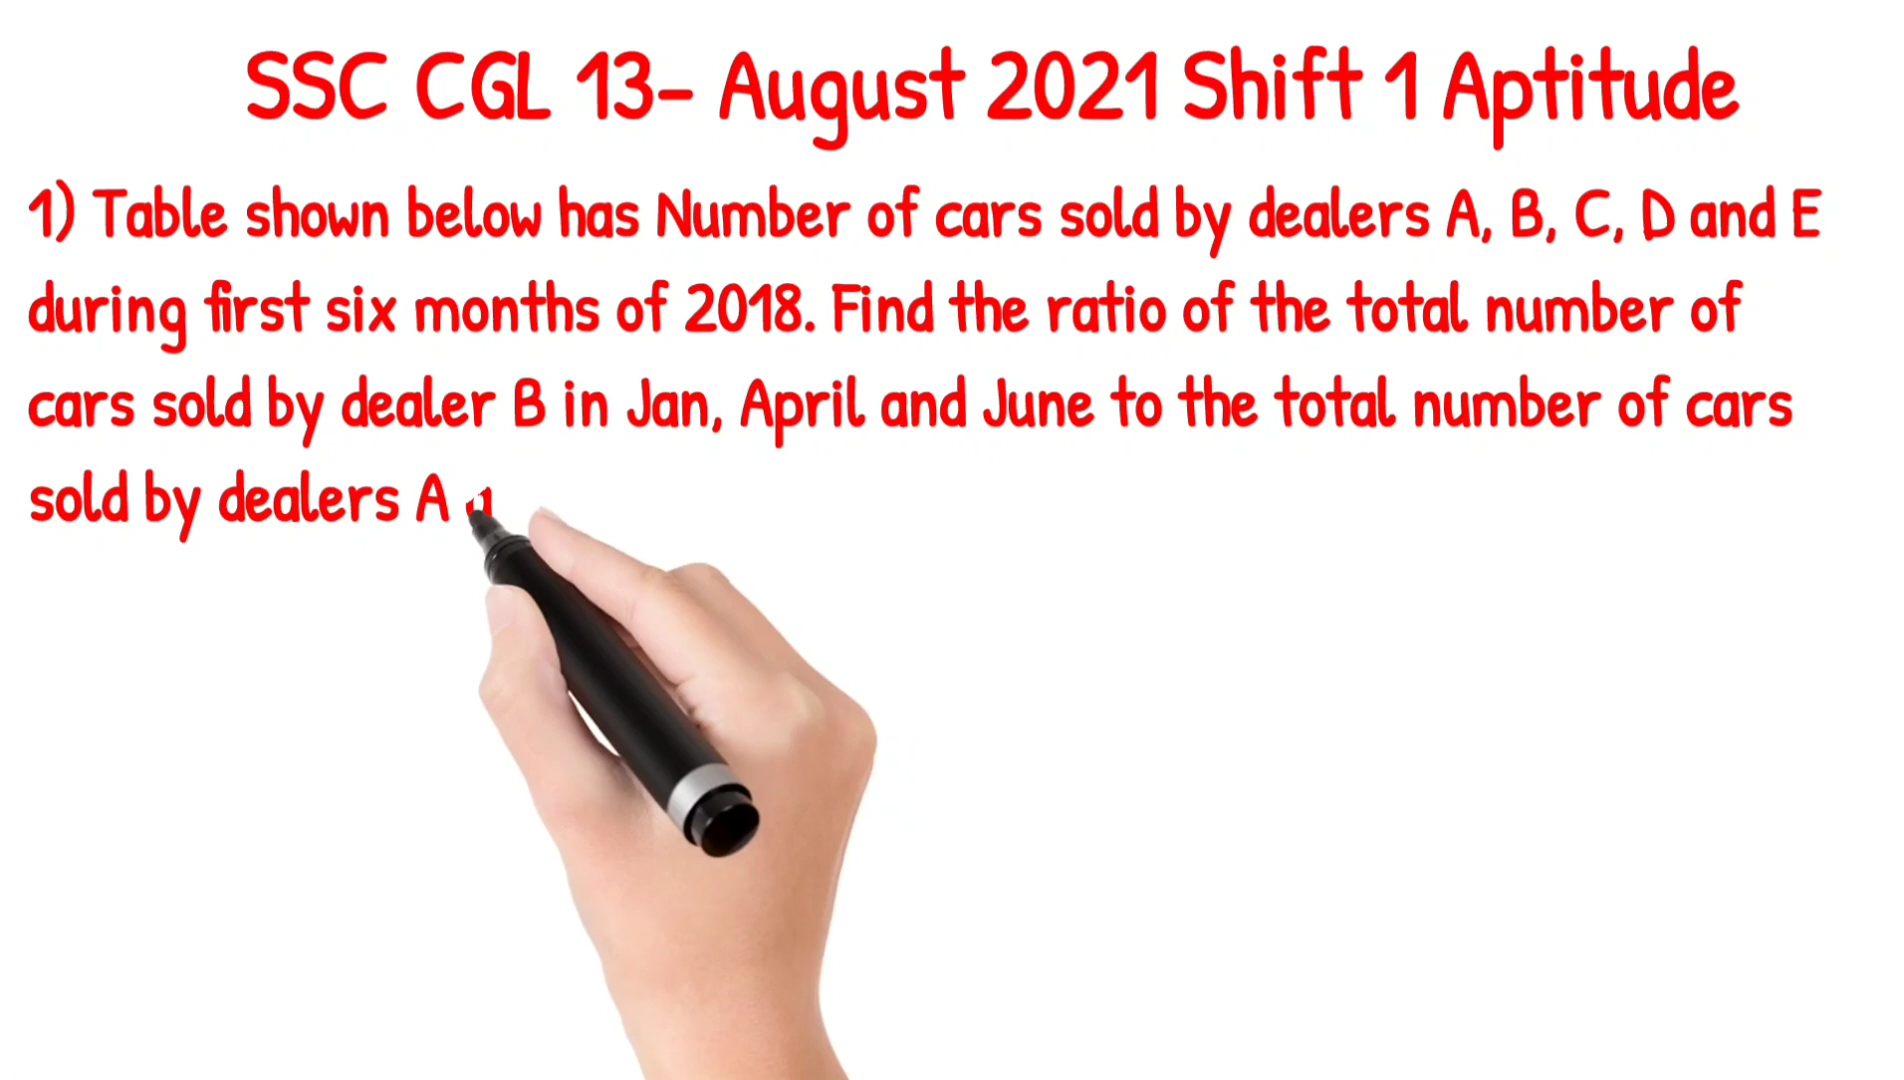 SSC CGL 13- August 2021 Shift 1 Aptitude
1) Table shown below has Number of cars sold by dealers A, B, C, D and E
during first six months of 2018. Find the ratio of the total number of
cars sold by dealer B in Jan, April and June to the total number of cars
sold by dealers A